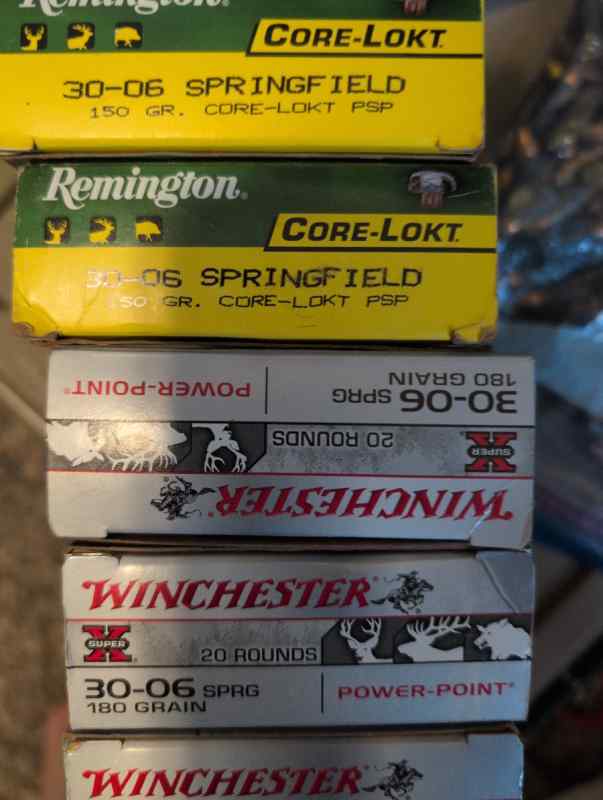 Remington
CORE-LOKT.
30-06 SPRINGFIELD
150 GR. CORE-LOKT PSP
Remington®
CORE-LOKT.
30-06 SPRINGFIELD
150 GR. CORE-LOKT PSP
WINCHESTER®
SUPER X
20 ROUNDS
30-06 SPRG
180 GRAIN
POWER-POINT®
WINCHESTER®
SUPER X
20 ROUNDS
30-06 SPRG
180 GRAIN
POWER-POINT®
WINCHESTER